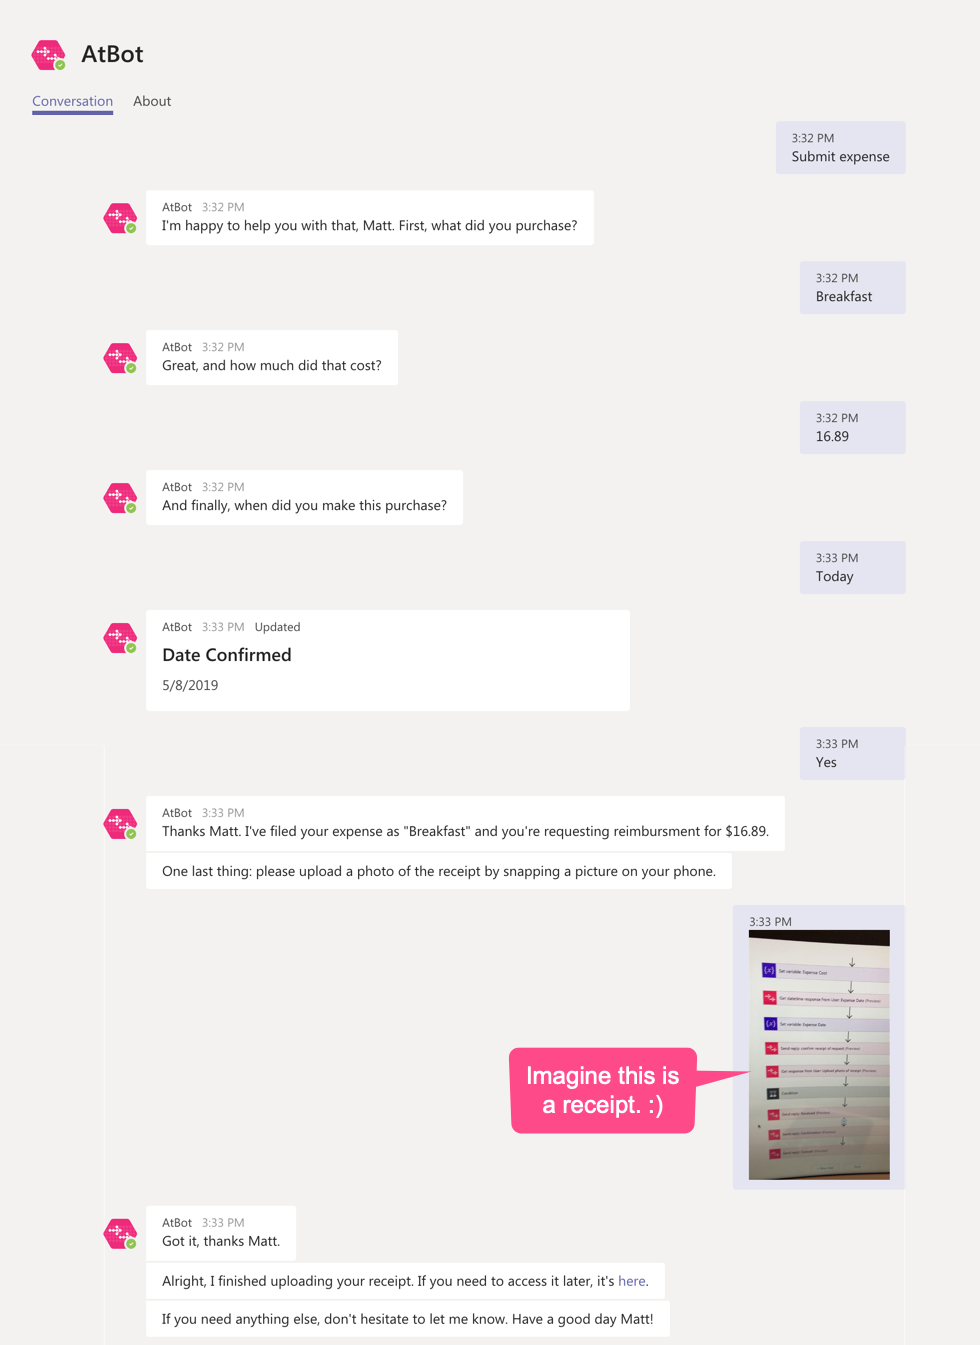 AtBot
Conversation About
3:32 PM
Submit expense
AtBot 3:32 PM
I'm happy to help you with that, Matt. First, what did you purchase?
3:32 PM
Breakfast
AtBot 3:32 PM
Great, and how much did that cost?
3:32 PM
16.89
AtBot 3:32 PM
And finally, when did you make this purchase?
3:33 PM
Today
AtBot 3:33 PM Updated
Date Confirmed
5/8/2019
3:33 PM
Yes
AtBot 3:33 PM
Thanks Matt. I've filed your expense as "Breakfast" and you're requesting reimbursment for $16.89.
One last thing: please upload a photo of the receipt by snapping a picture on your phone.
3:33 PM
{x} Set variable: Expense Cost
Get date/time response from User Expense Date (Preview)
{x} Set variable: Expense Date
Send reply: confirm receipt of request (Preview)
Get response from User: Upload photo of receipt (Preview)
Condition
Imagine this is
a receipt. :)
AtBot 3:33 PM
Got it, thanks Matt.
Alright, I finished uploading your receipt. If you need to access it later, it's here.
If you need anything else, don't hesitate to let me know. Have a good day Matt!